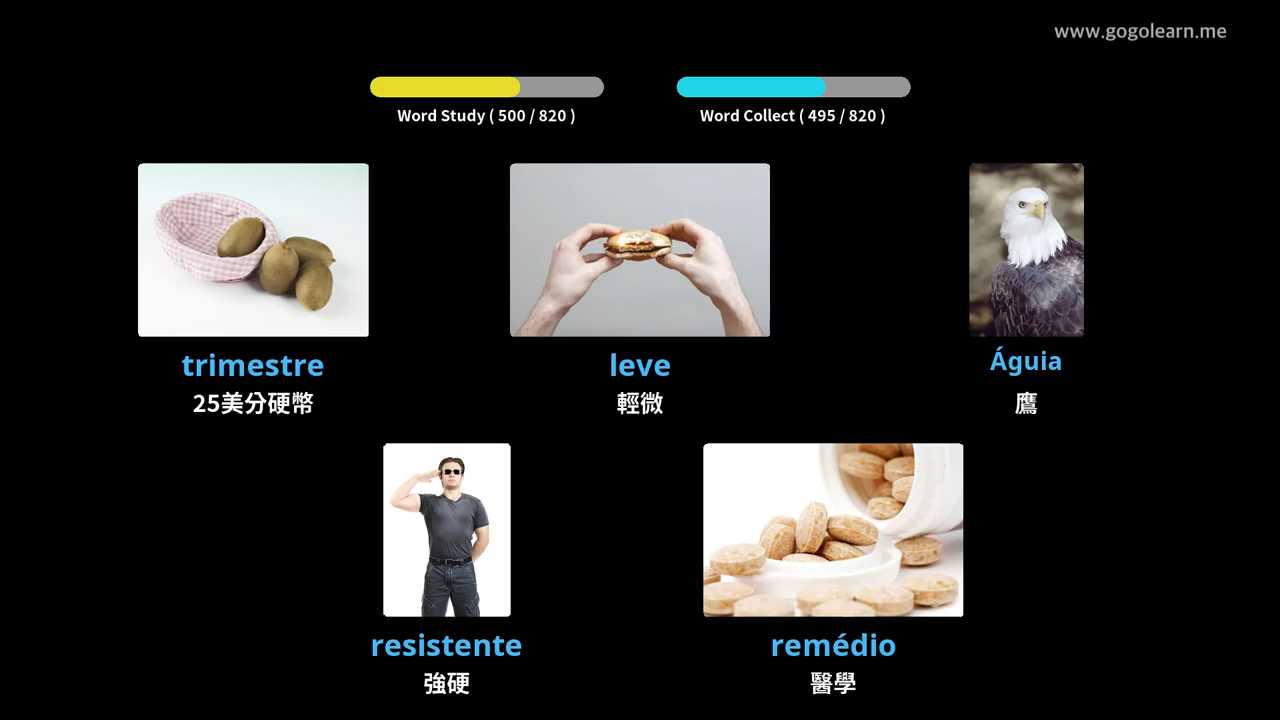 www.gogolearn.me
Word Study ( 500 / 820 )
Word Collect ( 495 / 820 )
trimestre
25美分硬幣
leve
輕微
Águia
鷹
resistente
強硬
remédio
醫學